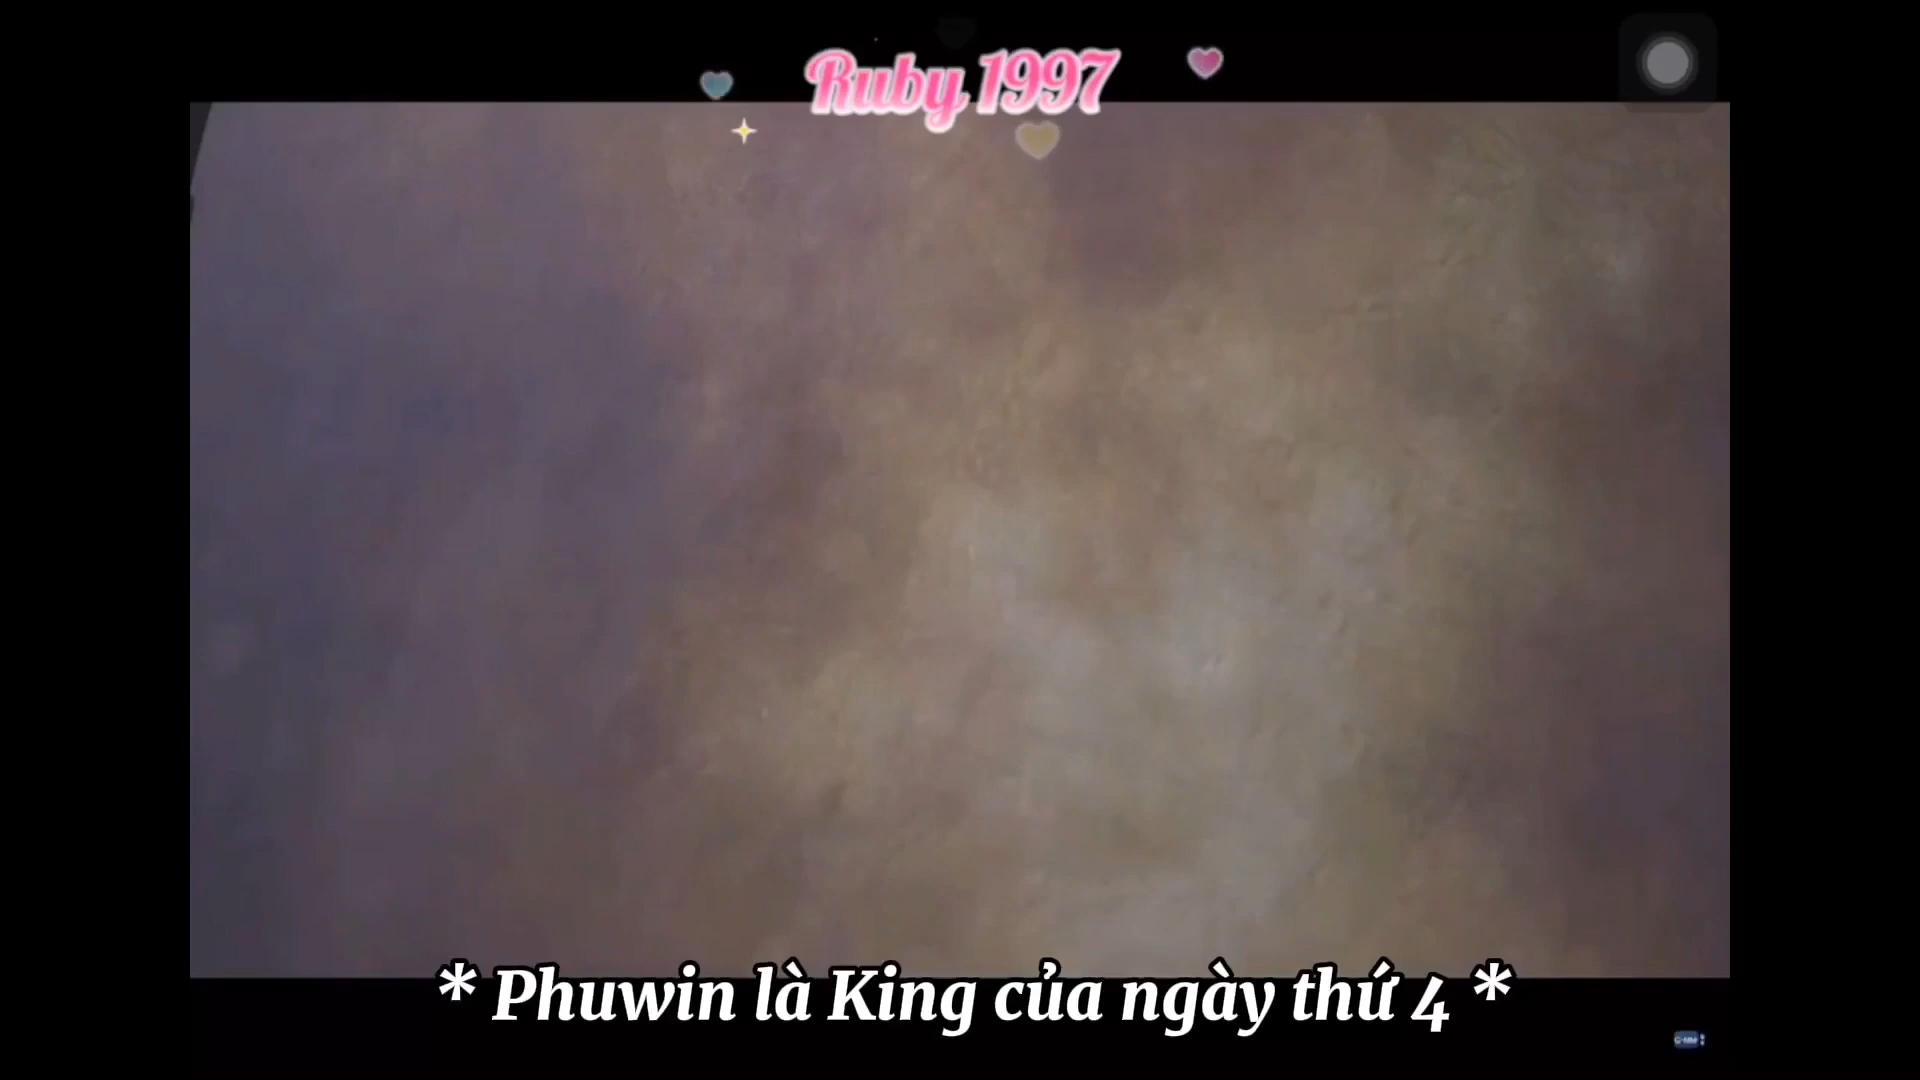 Ruby 1997
* Phuwin là King của ngày thứ 4 *